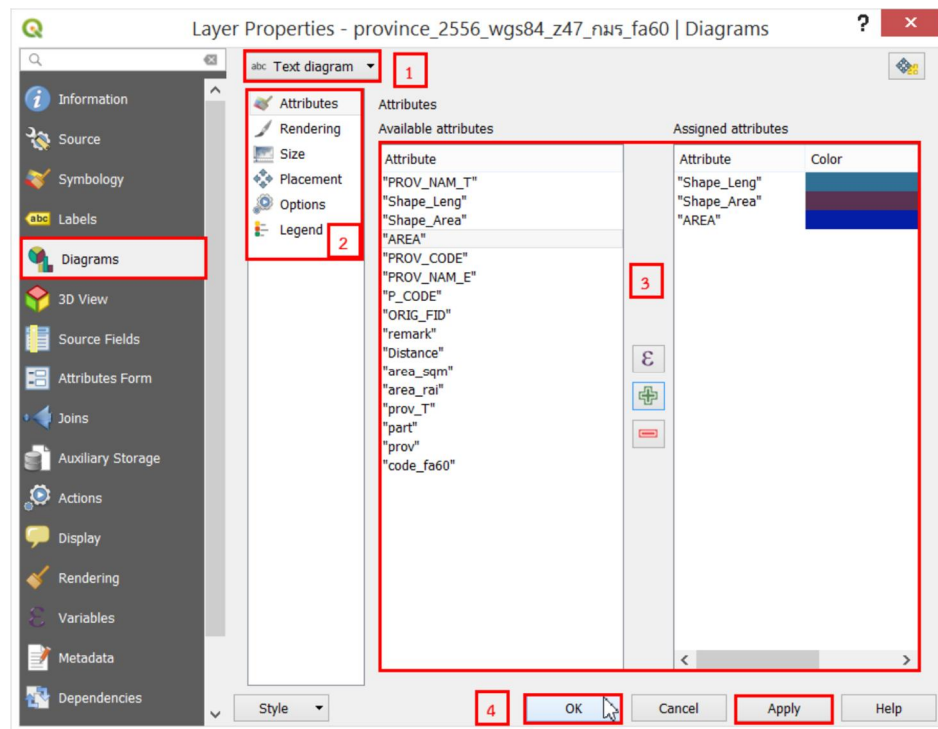 Layer Properties - province_2556_wgs84_z47_กมร_fa60 | Diagrams
? ×
Information
Source
Symbology
abc Labels
Diagrams
3D View
Source Fields
Attributes Form
Joins
Auxiliary Storage
Actions
Display
Rendering
Variables
Metadata
Dependencies
abc Text diagram
1
Attributes
Rendering
Size
Placement
Options
Legend
2
Attributes
Available attributes
Attribute
"PROV_NAM_T"
"Shape_Leng"
"Shape_Area"
"AREA"
"PROV_CODE"
"PROV_NAM_E"
"P_CODE"
"ORIG_FID"
"remark"
"Distance"
"area_sqm"
"area_rai"
"prov_T"
"part"
"prov"
"code_fa60"
3
ε
Assigned attributes
Attribute Color
"Shape_Leng"
"Shape_Area"
"AREA"
Style
4
OK
Cancel
Apply
Help